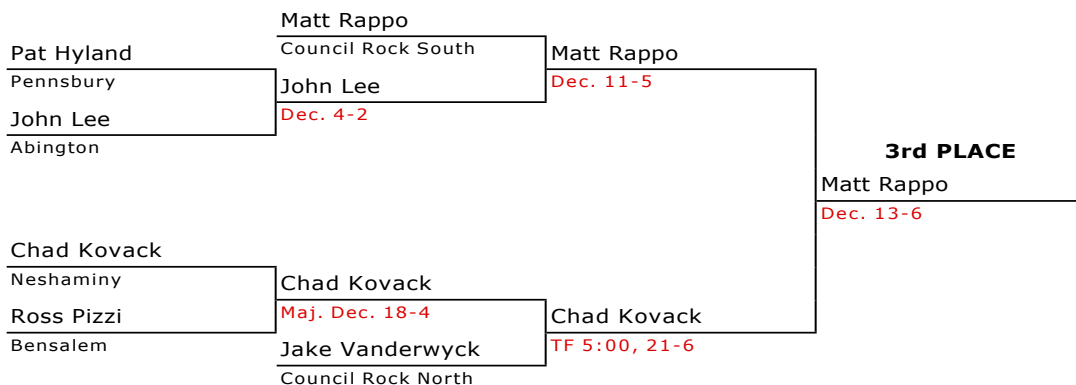 Matt Rappo
Council Rock South
Pat Hyland
Pennsbury
Matt Rappo
Dec. 11-5
John Lee
Dec. 4-2
John Lee
Abington
3rd PLACE
Matt Rappo
Dec. 13-6
Chad Kovack
Neshaminy
Chad Kovack
Maj. Dec. 18-4
Ross Pizzi
Bensalem
Chad Kovack
TF 5:00, 21-6
Jake Vanderwyck
Council Rock North